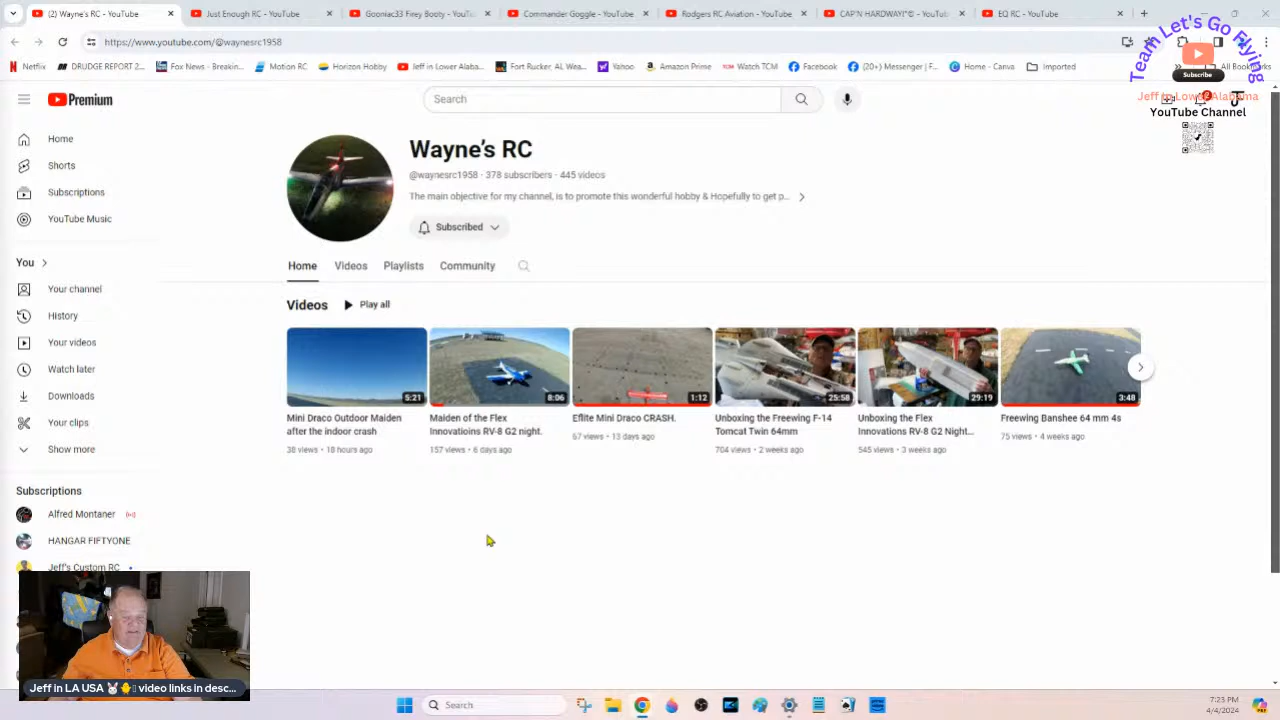 (2) Wayne's RC - YouTube
Just Enough RC - YouTube
Gooniac33 Firey Booty - YouTub
Commander Goggle - YouTube
Rodgers RC Aviation - YouTube
CAP'N HARDWAY!*© - YouTub
EQ RC - YouTube
https://www.youtube.com/@waynesrc1958
Netflix
DRUDGE REPORT 2...
Fox News - Breakin...
Motion RC
Horizon Hobby
Jeff in Lower Alaba...
Fort Rucker, AL Wea...
Yahoo
Amazon Prime
Watch TCM
Facebook
(20+) Messenger | F...
Home - Canva
Imported
All Bookmarks
Team Let's Go Flying
Subscribe
Jeff in Lower Alabama
YouTube Channel
Premium
Search
Home
Shorts
Subscriptions
YouTube Music
You
Your channel
History
Your videos
Watch later
Downloads
Your clips
Show more
Subscriptions
Alfred Montaner
HANGAR FIFTYONE
Jeff's Custom RC
Wayne's RC
@waynesrc1958 · 378 subscribers · 445 videos
The main objective for my channel, is to promote this wonderful hobby & Hopefully to get p...
Subscribed
Home Videos Playlists Community
Videos
Play all
5:21
Mini Draco Outdoor Maiden
after the indoor crash
38 views · 18 hours ago
8:06
Maiden of the Flex
Innovatioins RV-8 G2 night.
157 views · 6 days ago
1:12
Eflite Mini Draco CRASH.
67 views · 13 days ago
25:58
Unboxing the Freewing F-14
Tomcat Twin 64mm
704 views · 2 weeks ago
29:19
Unboxing the Flex
Innovations RV-8 G2 Night...
545 views · 3 weeks ago
3:48
Freewing Banshee 64 mm 4s
75 views · 4 weeks ago
Jeff in LA USA 🐰🐥 video links in desc...
Search
7:23 PM
4/4/2024